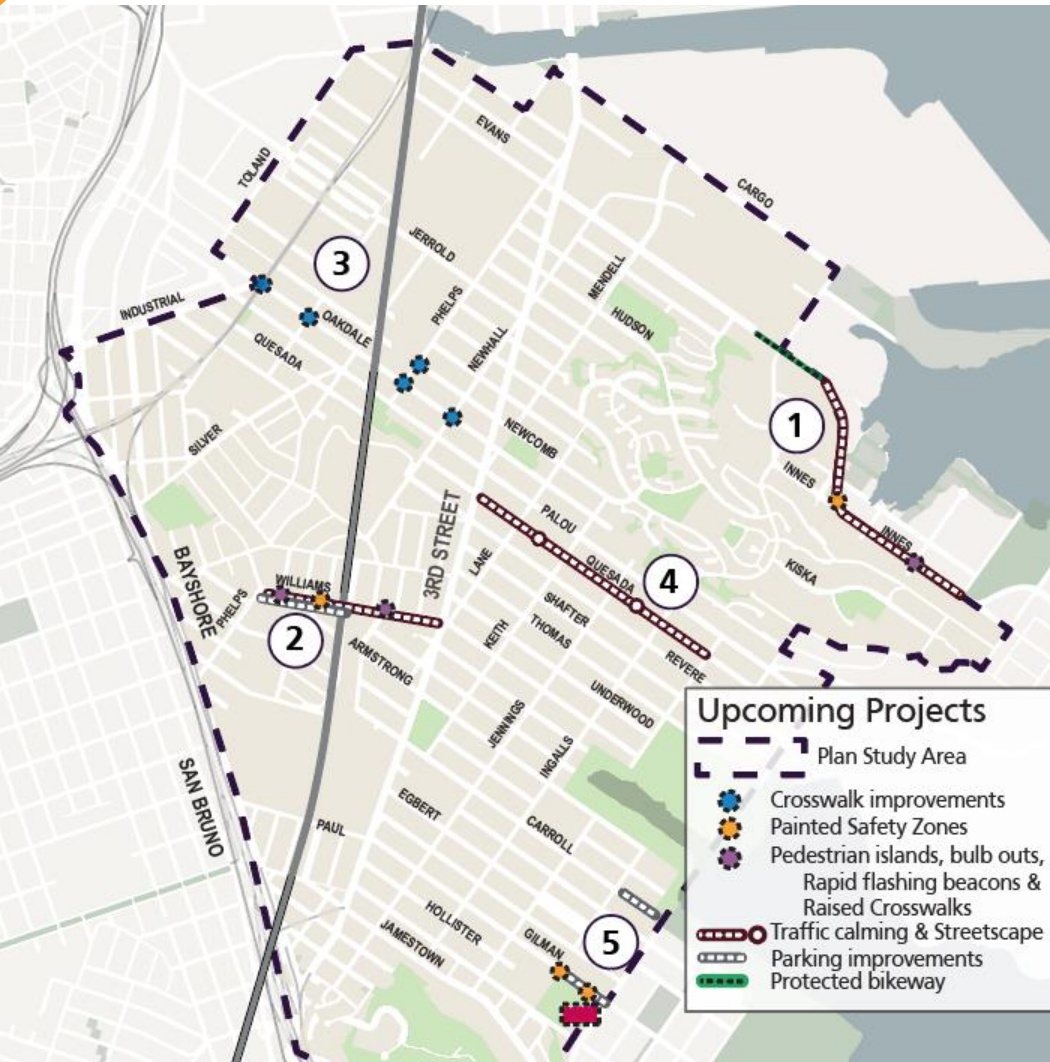 EVANS
TOLAND
CARGO
JERROLD
3
MENDELL
INDUSTRIAL
PHELPS
HUDSON
OAKDALE
NEWHALL
QUESADA
1
NEWCOMB
SILVER
INNES
3RD STREET
PALOU
INNES
BAYSHORE
LANE
QUESADA
4
KISKA
WILLIAMS
PHELPS
SHAFTER
2
KEITH
THOMAS
ARMSTRONG
REVERE
UNDERWOOD
JENNINGS
INGALLS
SAN BRUNO
EGBERT
PAUL
CARROLL
HOLLISTER
GILMAN
5
JAMESTOWN
Upcoming Projects
Plan Study Area
Crosswalk improvements
Painted Safety Zones
Pedestrian islands, bulb outs,
Rapid flashing beacons &
Raised Crosswalks
Traffic calming & Streetscape
Parking improvements
Protected bikeway